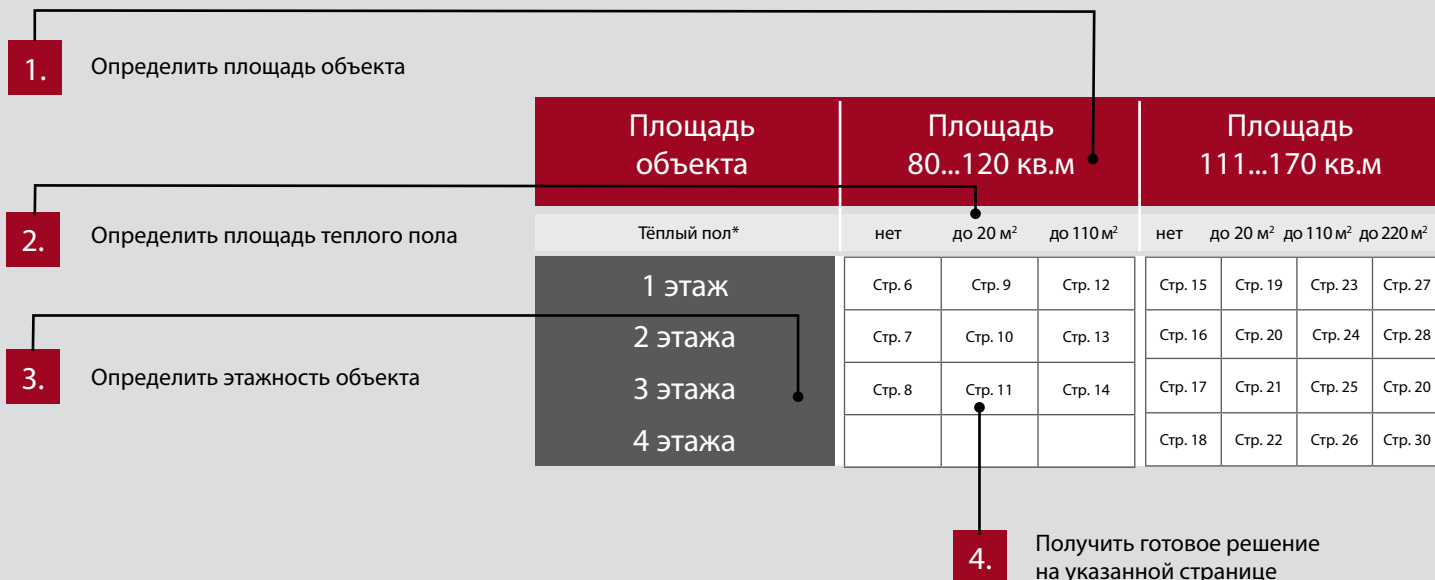 1. Определить площадь объекта
Площадь объекта Площадь 80...120 кв.м Площадь 111...170 кв.м
2. Определить площадь теплого пола
Тёплый пол* нет до 20 м² до 110 м² нет до 20 м² до 110 м² до 220 м²
1 этаж Стр. 6 Стр. 9 Стр. 12 Стр. 15 Стр. 19 Стр. 23 Стр. 27
2 этажа Стр. 7 Стр. 10 Стр. 13 Стр. 16 Стр. 20 Стр. 24 Стр. 28
3. Определить этажность объекта
3 этажа Стр. 8 Стр. 11 Стр. 14 Стр. 17 Стр. 21 Стр. 25 Стр. 20
4 этажа Стр. 18 Стр. 22 Стр. 26 Стр. 30
4. Получить готовое решение
на указанной странице